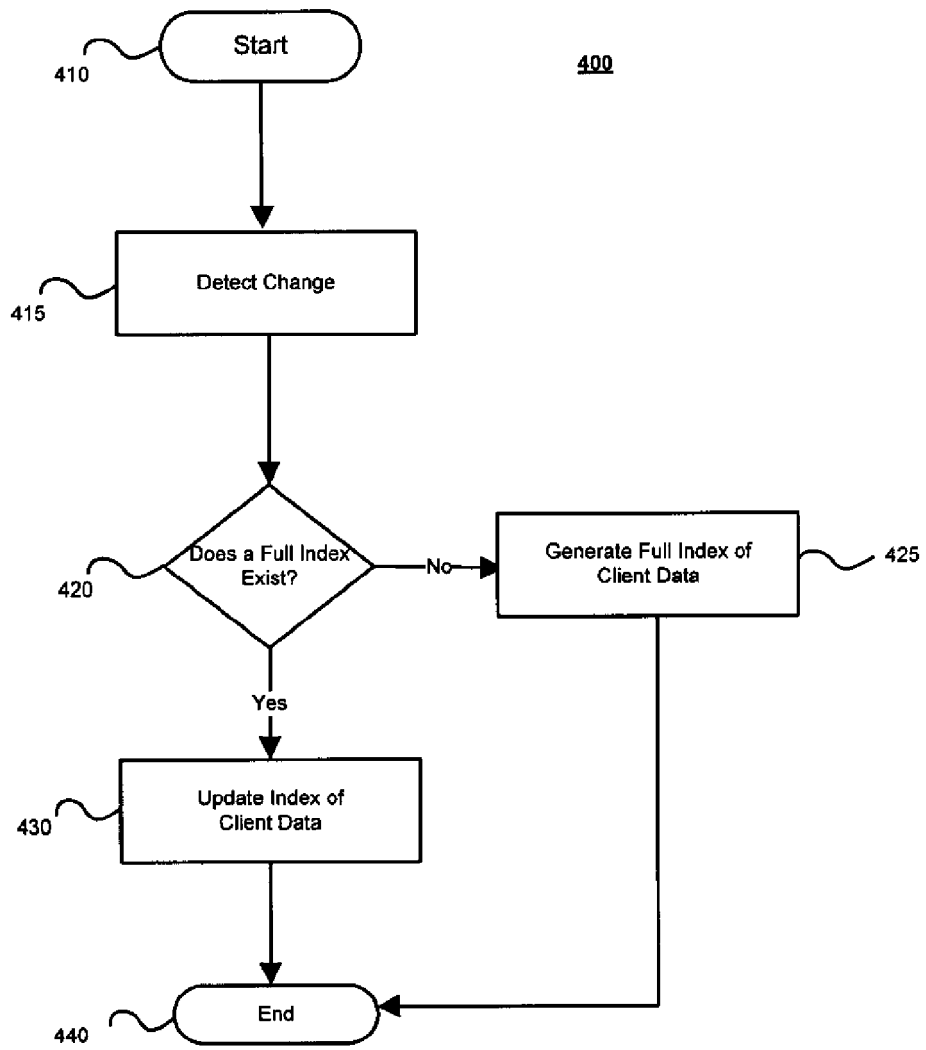 Start
410
400
Detect Change
415
Does a Full Index
Exist?
420
No
Generate Full Index of
Client Data
425
Yes
Update Index of
Client Data
430
End
440